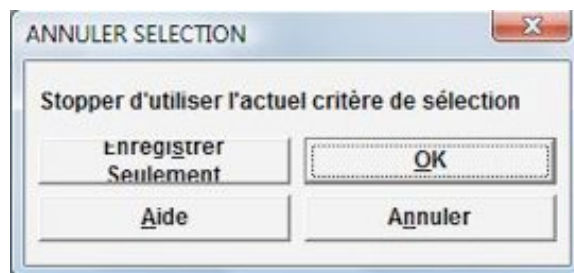 ANNULER SELECTION
Stopper d'utiliser l'actuel critère de sélection
Enregistrer
Seulement
OK
Aide
Annuler